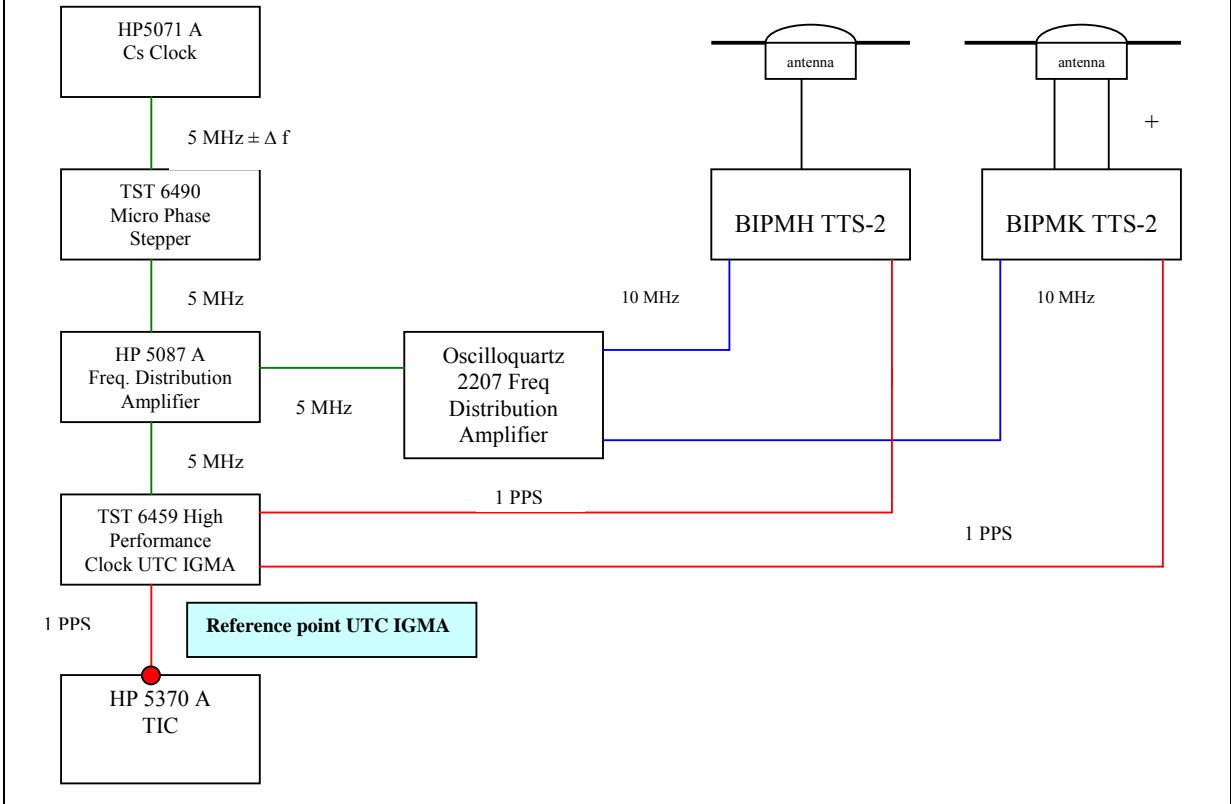 HP5071 A
Cs Clock
5 MHz ± Δ f
TST 6490
Micro Phase
Stepper
5 MHz
HP 5087 A
Freq. Distribution
Amplifier
5 MHz
Oscilloquartz
2207 Freq
Distribution
Amplifier
5 MHz
TST 6459 High
Performance
Clock UTC IGMA
1 PPS
Reference point UTC IGMA
HP 5370 A
TIC
antenna
BIPMH TTS-2
10 MHz
1 PPS
antenna
+
BIPMK TTS-2
10 MHz
1 PPS